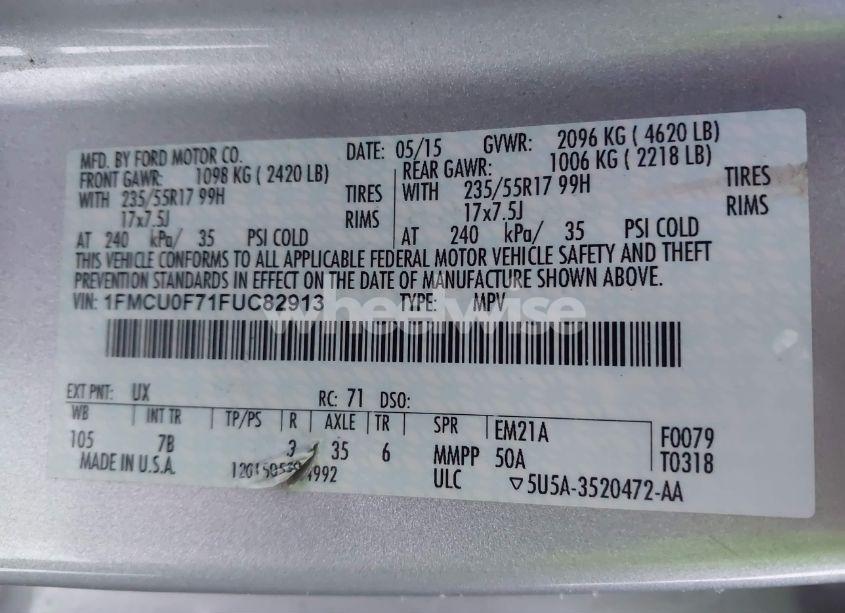 MFD. BY FORD MOTOR CO. DATE: 05/15 GVWR: 2096 KG ( 4620 LB)
FRONT GAWR: 1098 KG ( 2420 LB) REAR GAWR: 1006 KG ( 2218 LB)
WITH 235/55R17 99H TIRES WITH 235/55R17 99H TIRES
17x7.5J RIMS 17x7.5J RIMS
AT 240 kPa/ 35 PSI COLD AT 240 kPa/ 35 PSI COLD
THIS VEHICLE CONFORMS TO ALL APPLICABLE FEDERAL MOTOR VEHICLE SAFETY AND THEFT
PREVENTION STANDARDS IN EFFECT ON THE DATE OF MANUFACTURE SHOWN ABOVE.
VIN: 1FMCU0F71FUC82913 TYPE: MPV
wheelwise
EXT PNT: UX RC: 71 DSO:
WB INT TR TP/PS R AXLE TR SPR EM21A F0079
105 7B 3 35 6 MMPP 50A T0318
MADE IN U.S.A. ULC ▽5U5A-3520472-AA